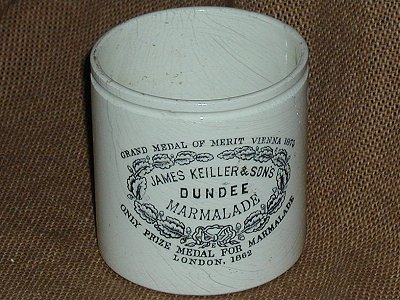 GRAND MEDAL OF MERIT VIENNA 1873
JAMES KEILLER & SONS
DUNDEE
MARMALADE
ONLY PRIZE MEDAL FOR MARMALADE
LONDON, 1862